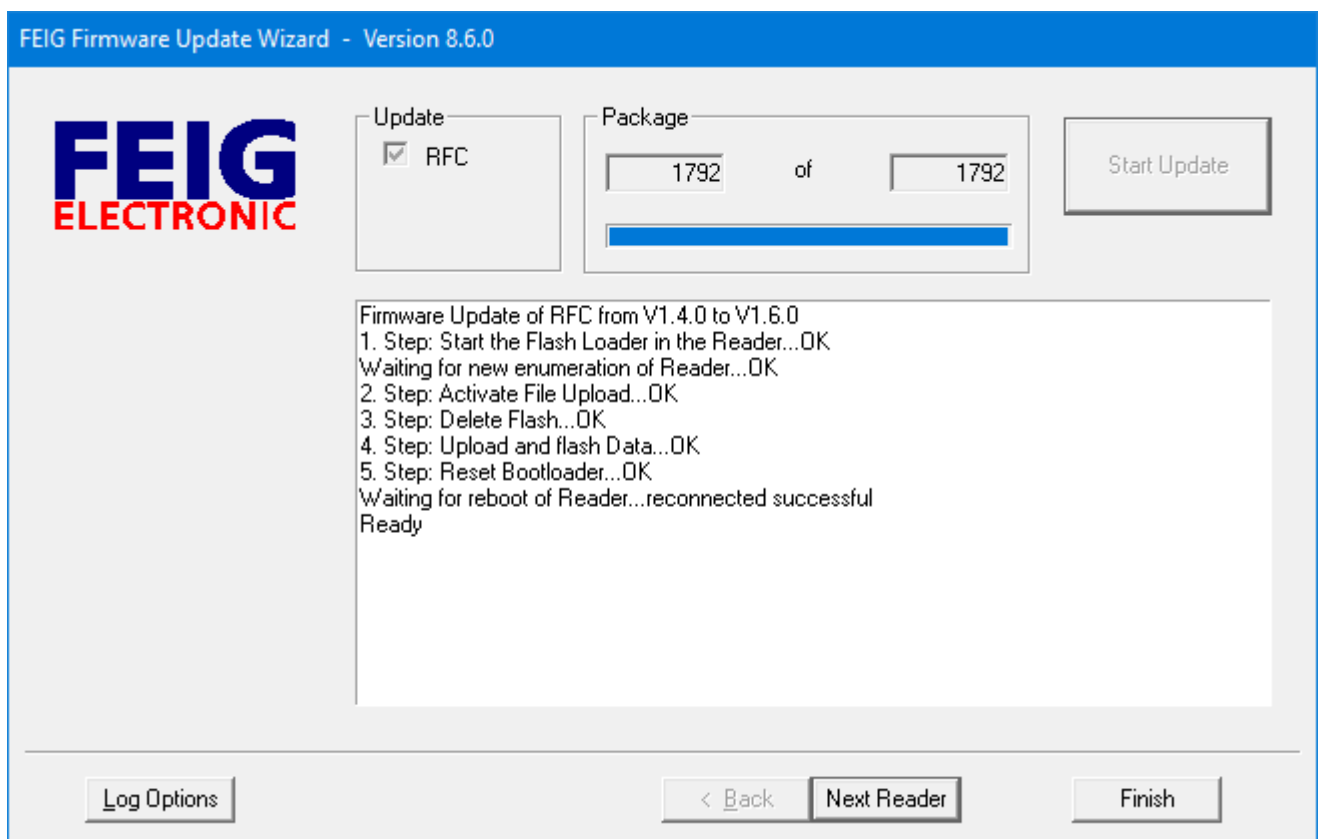 FEIG Firmware Update Wizard - Version 8.6.0
FEIG
ELECTRONIC
Update
RFC
Package
1792 of 1792
Start Update
Firmware Update of RFC from V1.4.0 to V1.6.0
1. Step: Start the Flash Loader in the Reader...OK
Waiting for new enumeration of Reader...OK
2. Step: Activate File Upload...OK
3. Step: Delete Flash...OK
4. Step: Upload and flash Data...OK
5. Step: Reset Bootloader...OK
Waiting for reboot of Reader...reconnected successful
Ready
Log Options
< Back
Next Reader
Finish